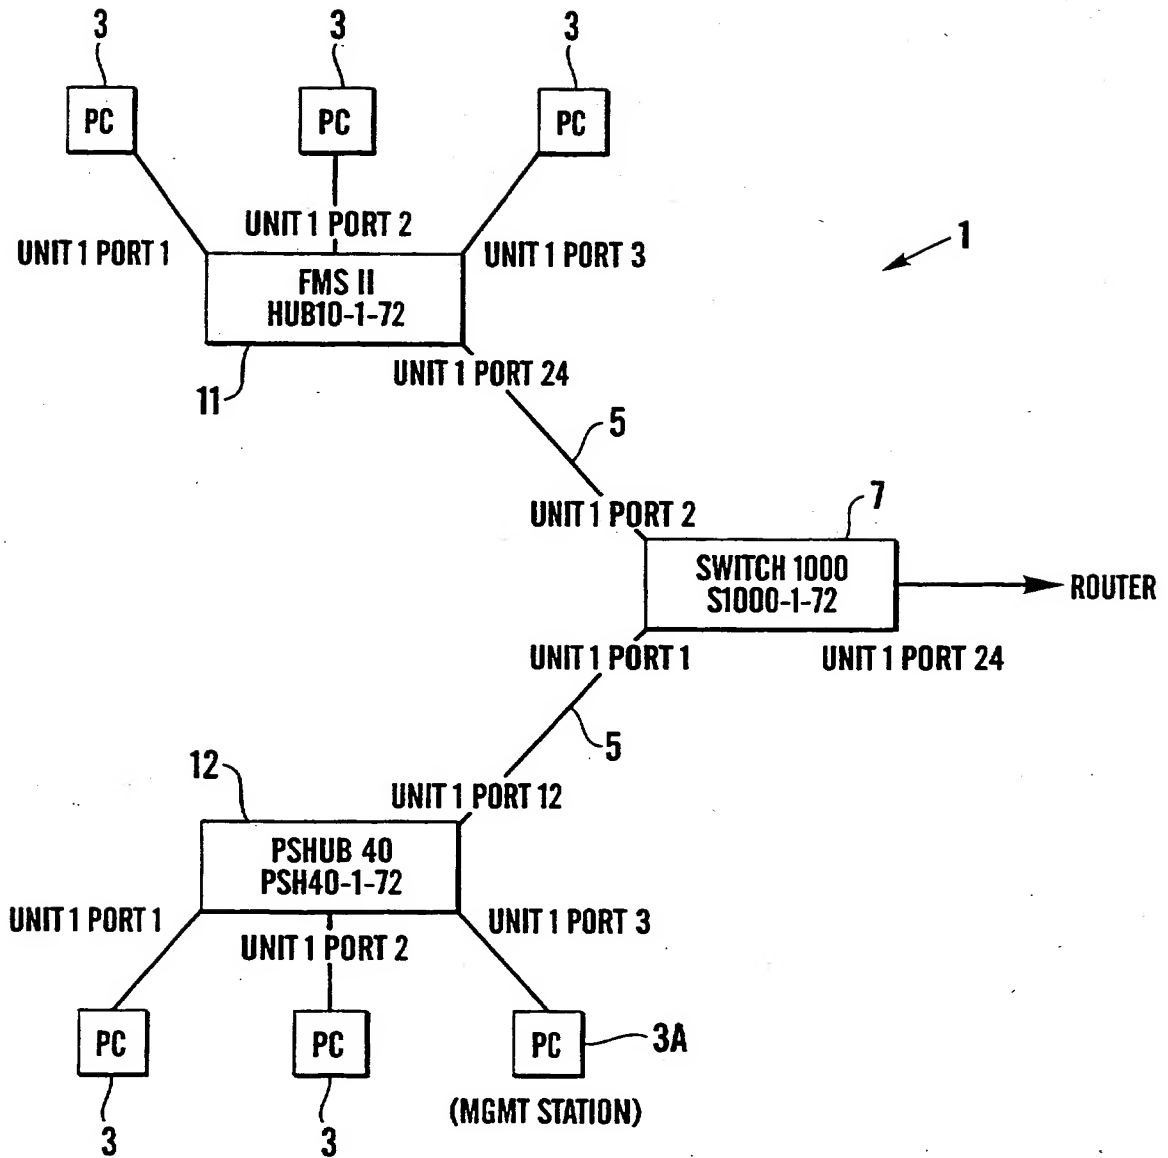 3
3
3
PC
PC
PC
UNIT 1 PORT 2
UNIT 1 PORT 1
UNIT 1 PORT 3
1
FMS II
HUB10-1-72
UNIT 1 PORT 24
11
5
7
UNIT 1 PORT 2
SWITCH 1000
S1000-1-72
ROUTER
UNIT 1 PORT 1
UNIT 1 PORT 24
5
12
UNIT 1 PORT 12
PSHUB 40
PSH40-1-72
UNIT 1 PORT 1
UNIT 1 PORT 3
UNIT 1 PORT 2
PC
PC
PC
3A
(MGMT STATION)
3
3